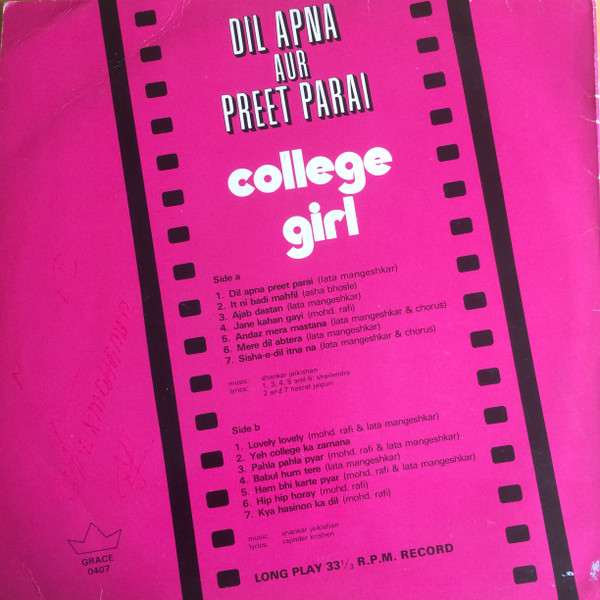 DIL APNA
AUR
PREET PARAI
college
girl
Side a
1. Dil apna preet parai (lata mangeshkar)
2. It ni badi mahfil (asha bhosle)
3. Ajab dastan (lata mangeshkar)
4. Jane kahan gayi (mohd. rafi)
5. Andaz mera mastana (lata mangeshkar & chorus)
6. Mere dil abtera (lata mangeshkar)
7. Sisha-e-dil itna na (lata mangeshkar & chorus)
music: shankar jaikishan
lyrics: 1, 3, 4, 5 and 6: shailendra
2 and 7 hasrat jaipuri
Side b
1. Lovely lovely (mohd. rafi & lata mangeshkar)
2. Yeh college ka zamana
3. Pahla pahla pyar (mohd. rafi & lata mangeshkar)
4. Babul hum tere (lata mangeshkar)
5. Ham bhi karte pyar (mohd. rafi & lata mangeshkar)
6. Hip hip horay (mohd. rafi)
7. Kya hasinon ka dil (mohd. rafi)
music: shankar jaikishan
lyrics: rajinder krishen
GRACE
0407
LONG PLAY 33 1/3 R.P.M. RECORD